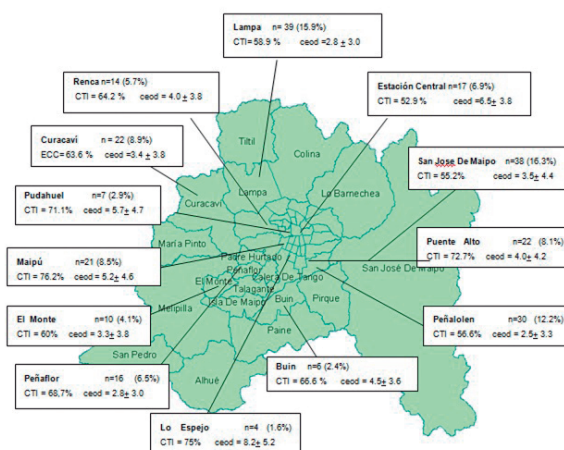 Lampa n= 39 (15.9%)
CTI= 58.9 % ceod =2.8 ± 3.0
Renca n=14 (5.7%)
CTI = 64.2 % ceod = 4.0± 3.8
Estación Central n=17 (6.9%)
CTI = 52.9 % ceod =6.5± 3.8
Curacaví n= 22 (8.9%)
ECC= 63.6 % ceod =3.4 ± 3.8
San Jose De Maipo n=38 (16.3%)
CTI = 55.2% ceod = 3.5± 4.4
Pudahuel n=7 (2.9%)
CTI = 71.1% ceod = 5.7± 4.7
Puente Alto n=22 (8.1%)
CTI = 72.7% ceod = 4.0± 4.2
Maipú n=21 (8.5%)
CTI = 76.2% ceod = 5.2± 4.6
El Monte n=10 (4.1%)
CTI = 60% ceod = 3.3± 3.8
Peñalolen n=30 (12.2%)
CTI = 56.6% ceod = 2.5± 3.3
Peñaflor n=16 (6.5%)
CTI = 68,7% ceod = 2.8± 3.0
Buin n=6 (2.4%)
CTI = 66.6 % ceod = 4.5± 3.6
Lo Espejo n=4 (1.6%)
CTI = 75% ceod = 8.2± 5.2
Tiltil
Colina
Lampa
Lo Barnechea
Curacaví
María Pinto
Padre Hurtado
Peñaflor
Calera De Tango
San José De Maipo
El Monte
Talagante
Isla De Maipo
Buin
Pirque
Melipilla
Paine
San Pedro
Alhué